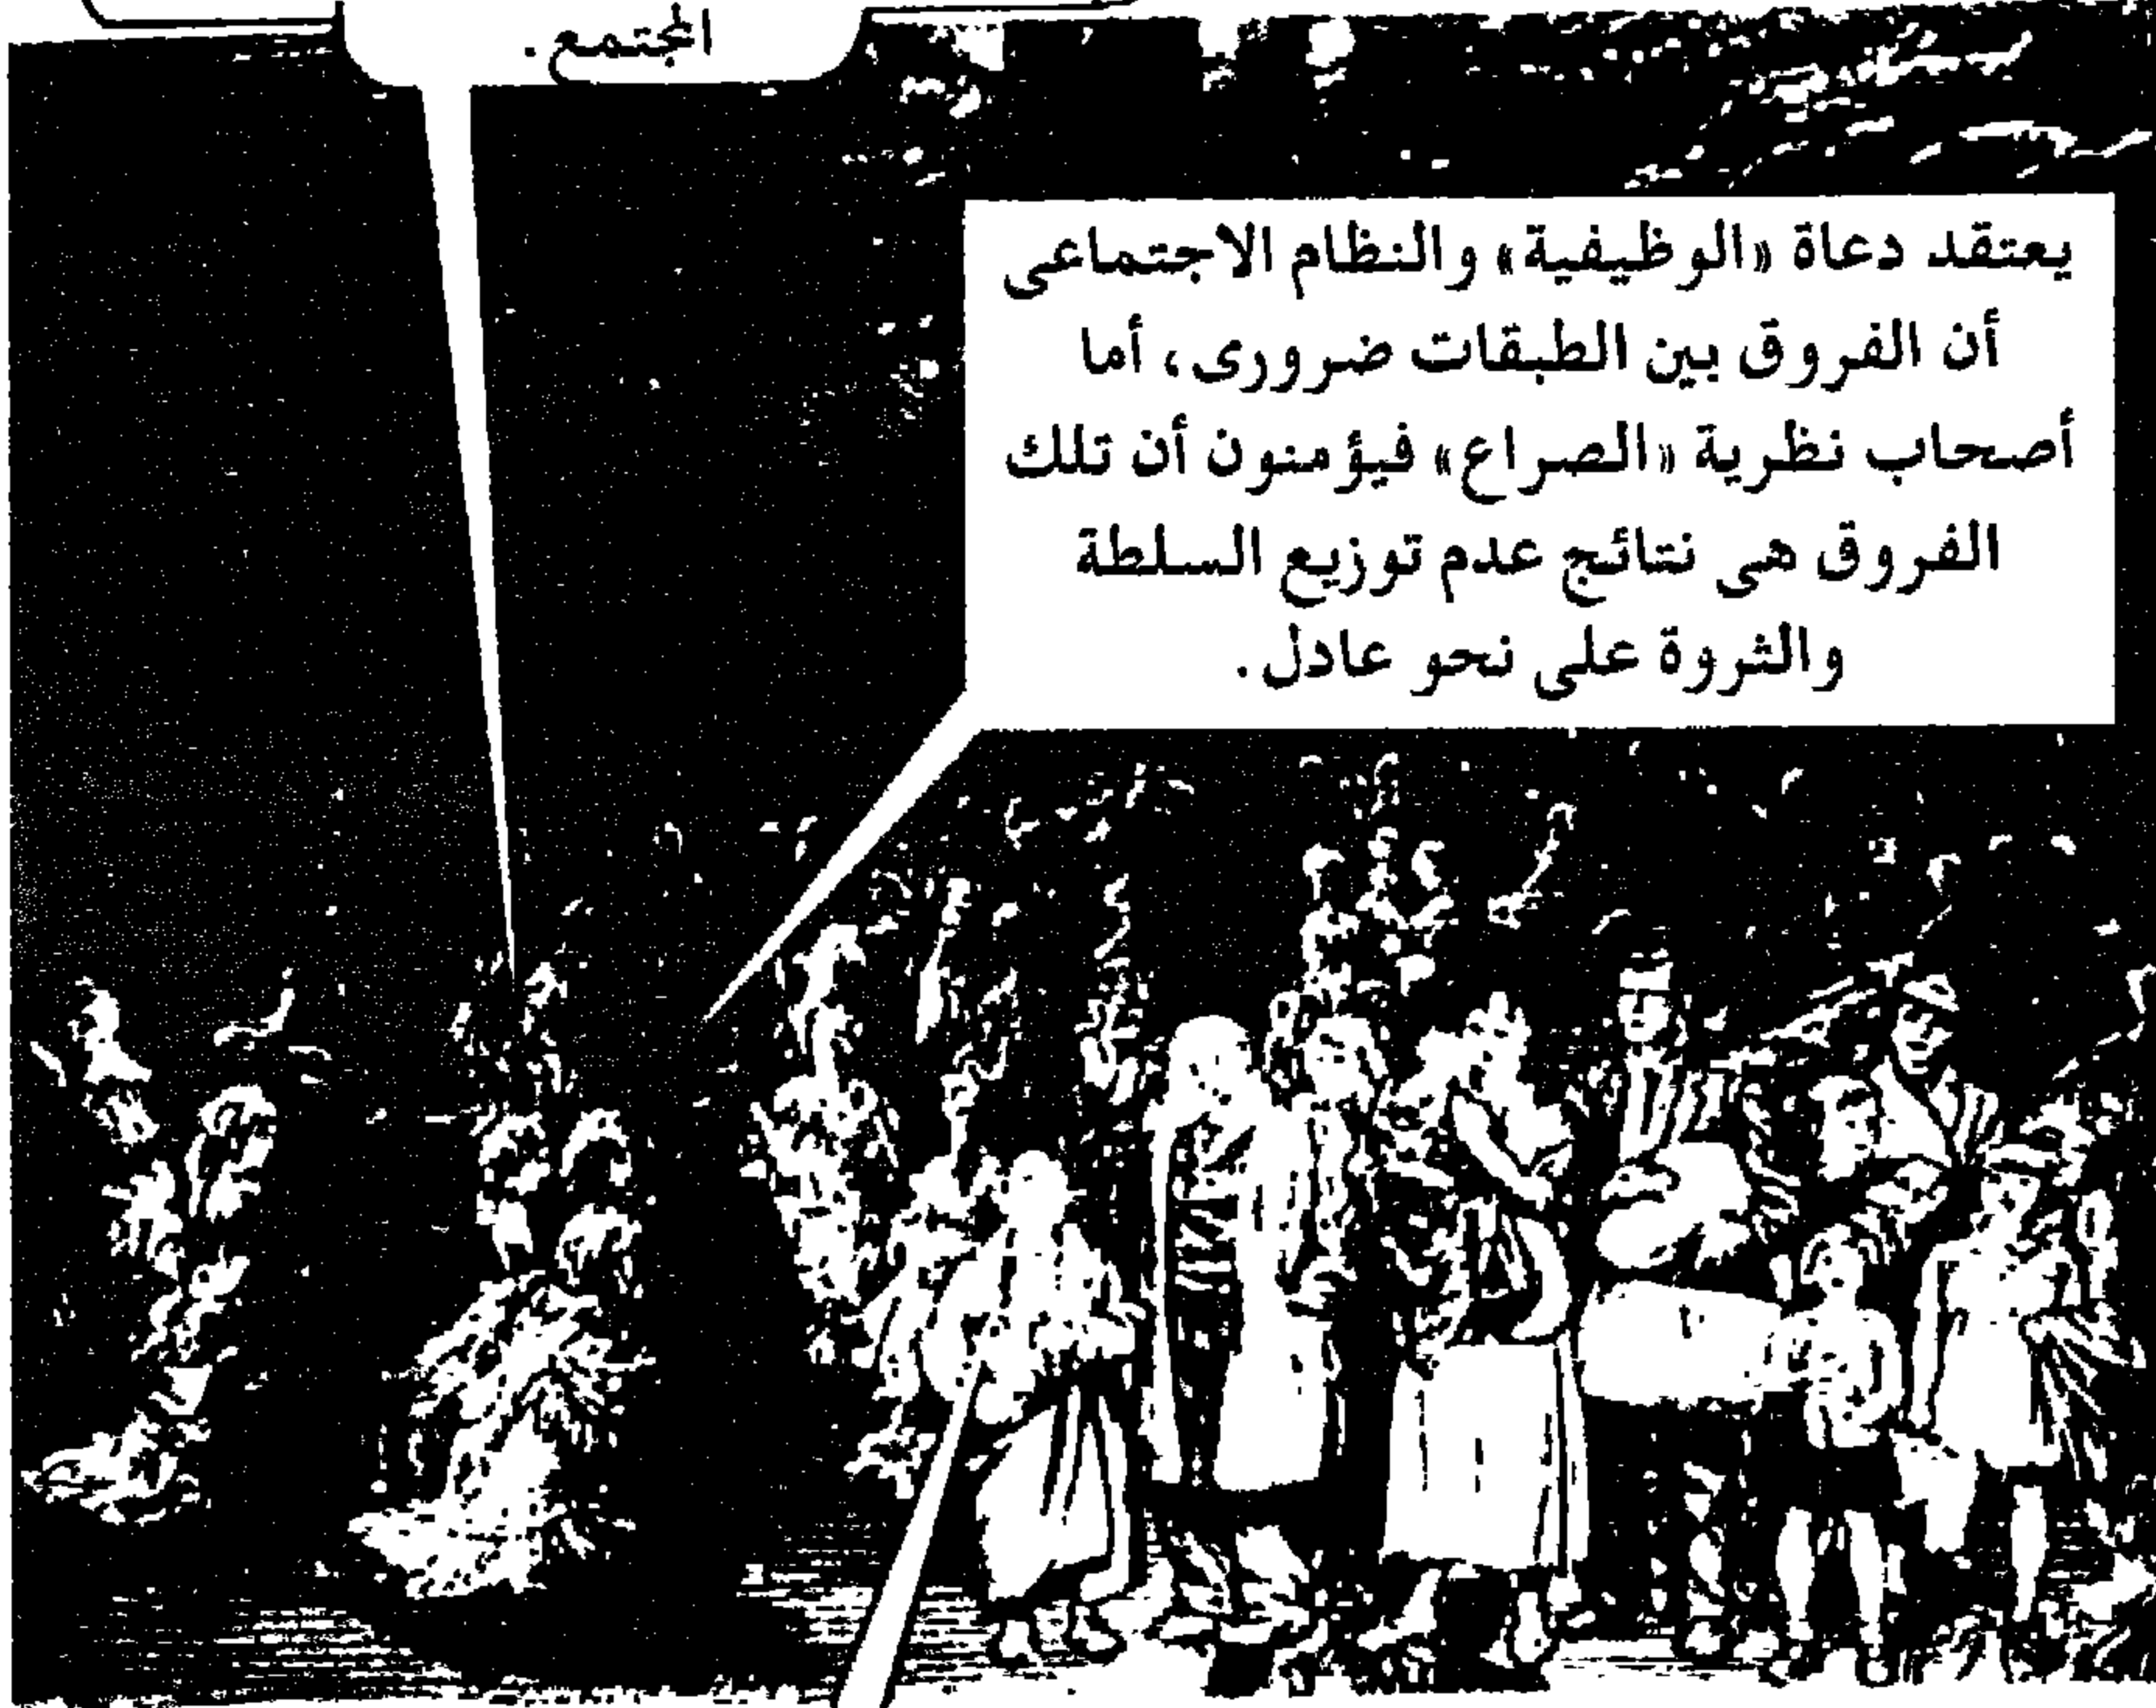 المجتمع.
يعتقد دعاة «الوظيفية» والنظام الاجتماعى
أن الفروق بين الطبقات ضرورى، أما
أصحاب نظرية «الصراع» فيؤمنون أن تلك
الفروق هى نتائج عدم توزيع السلطة
والثروة على نحو عادل.